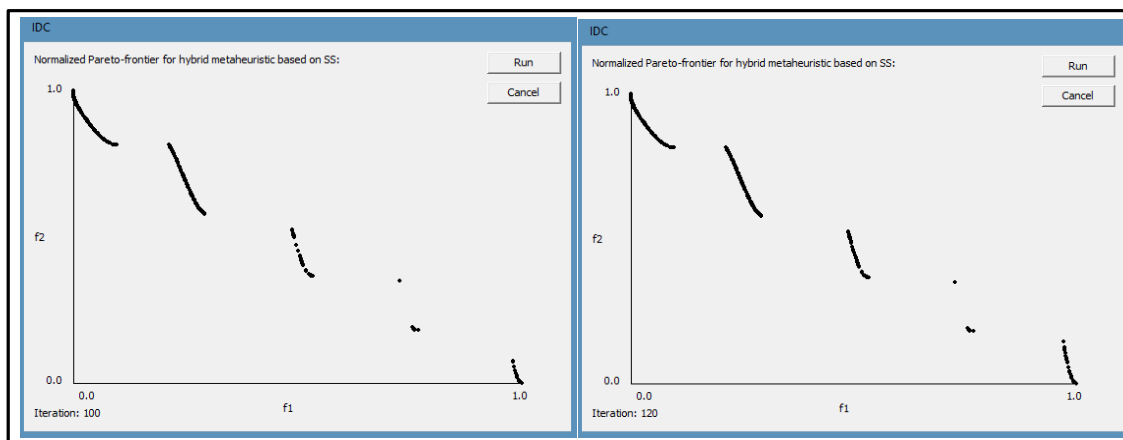 IDC
Normalized Pareto-frontier for hybrid metaheuristic based on SS:
Run
Cancel
1.0
f2
0.0
0.0
1.0
f1
Iteration: 100
IDC
Normalized Pareto-frontier for hybrid metaheuristic based on SS:
Run
Cancel
1.0
f2
0.0
0.0
1.0
f1
Iteration: 120